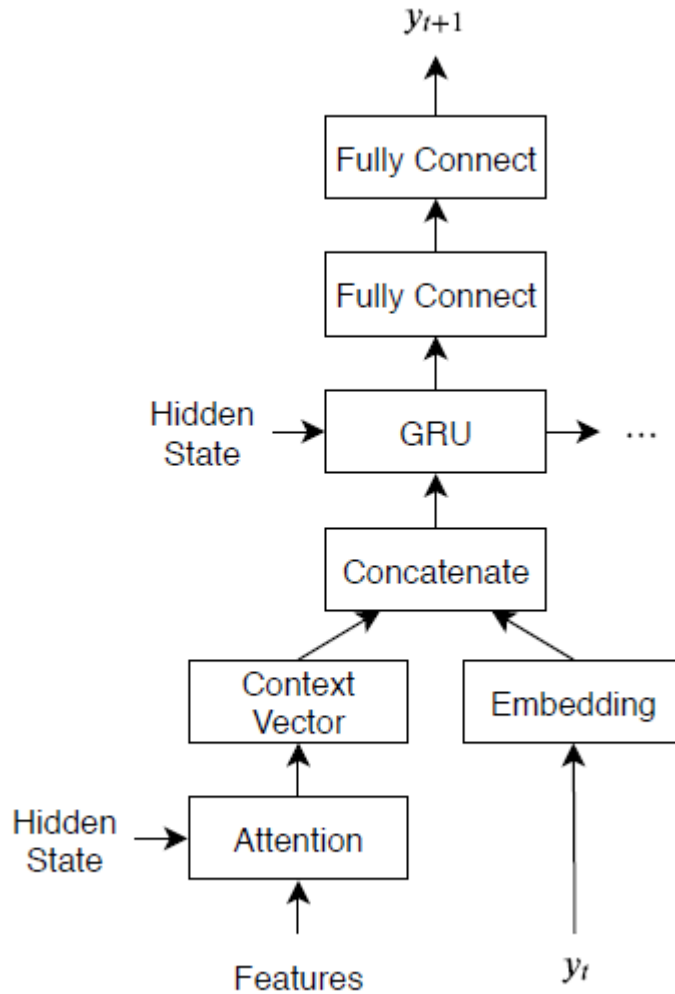 y_{t+1}
Fully Connect
Fully Connect
Hidden
State
GRU
...
Concatenate
Context
Vector
Embedding
Hidden
State
Attention
Features
y_t